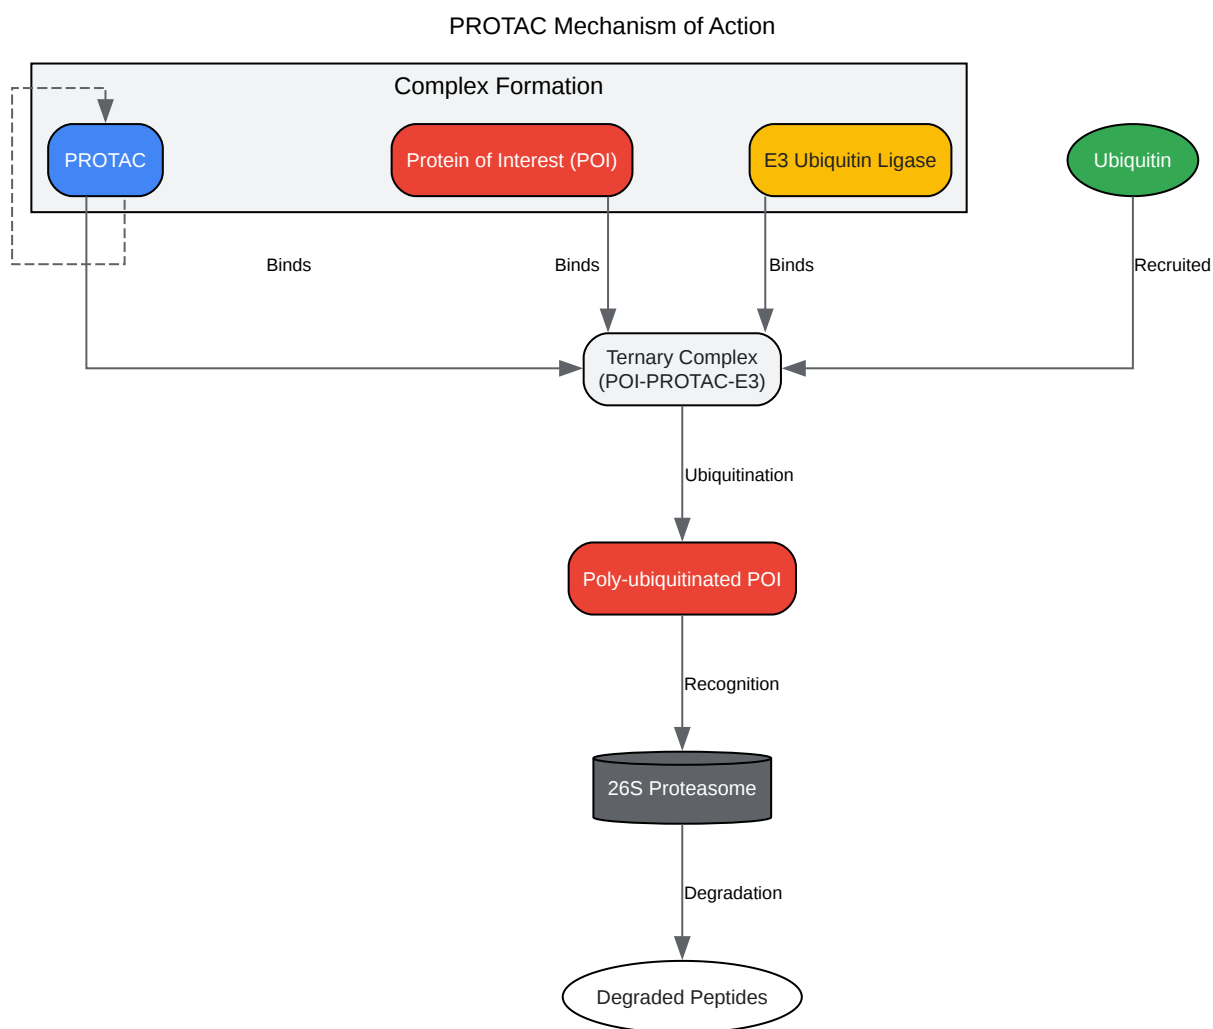 PROTAC Mechanism of Action
Complex Formation
PROTAC
Protein of Interest (POI)
E3 Ubiquitin Ligase
Ubiquitin
Binds
Binds
Binds
Recruited
Ternary Complex
(POI-PROTAC-E3)
Ubiquitination
Poly-ubiquitinated POI
Recognition
26S Proteasome
Degradation
Degraded Peptides